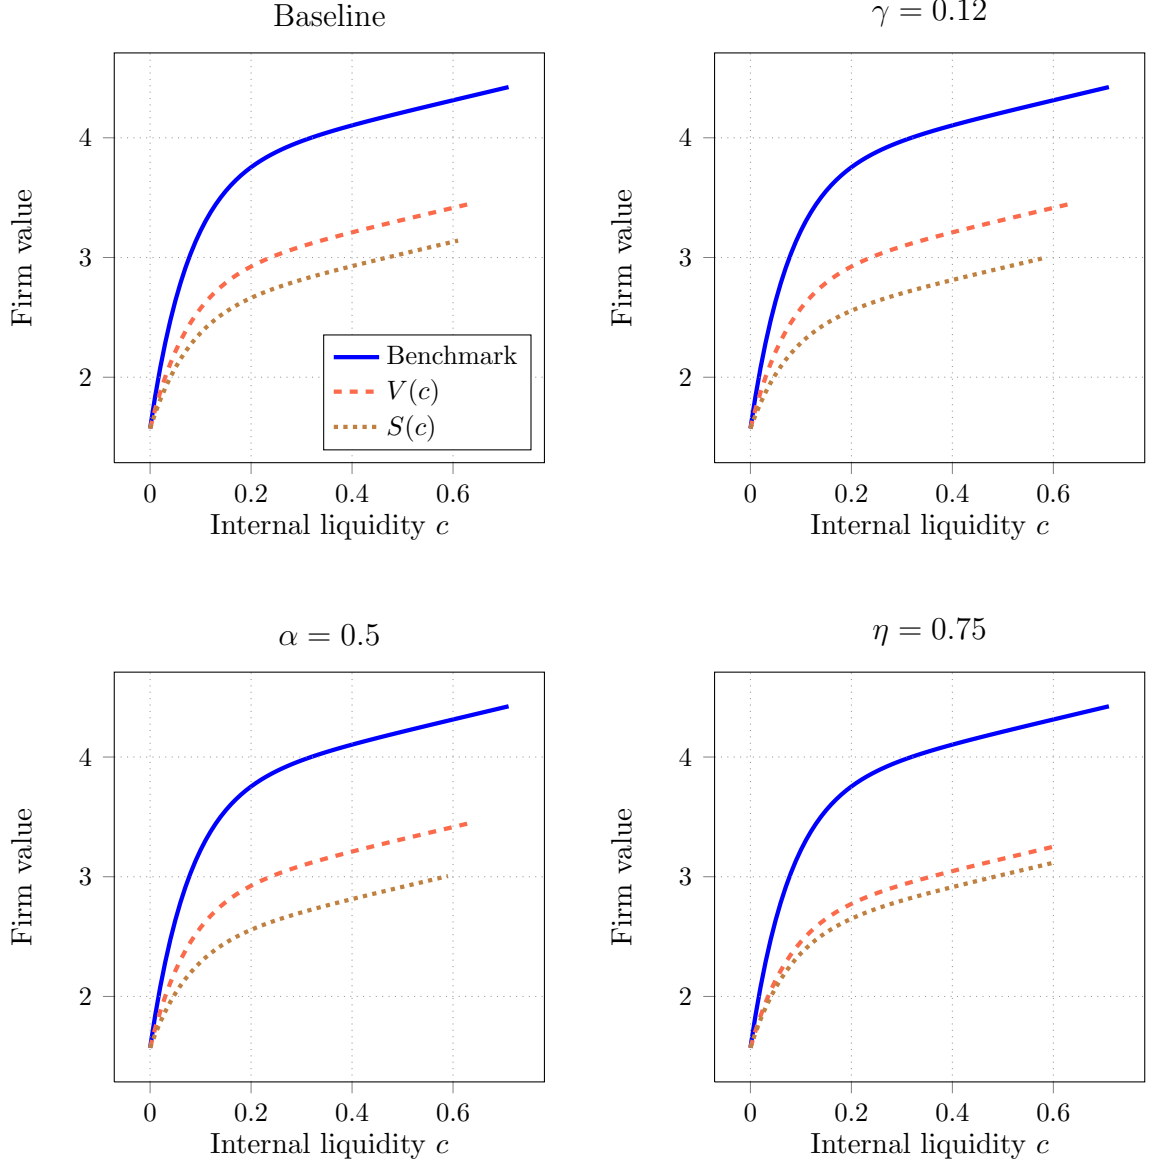 Baseline
Firm value
4
3
2
Benchmark
V(c)
S(c)
0 0.2 0.4 0.6
Internal liquidity c
γ = 0.12
Firm value
4
3
2
0 0.2 0.4 0.6
Internal liquidity c
α = 0.5
Firm value
4
3
2
0 0.2 0.4 0.6
Internal liquidity c
η = 0.75
Firm value
4
3
2
0 0.2 0.4 0.6
Internal liquidity c